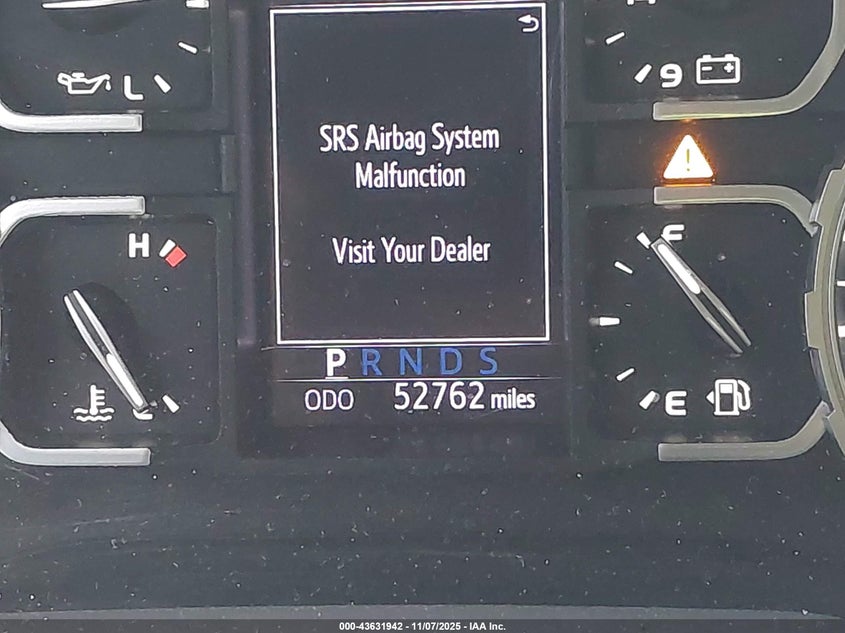 L
9
SRS Airbag System
Malfunction
Visit Your Dealer
H
F
E
P R N D S
ODO 52762 miles
000-43631942 - 11/07/2025 - IAA Inc.